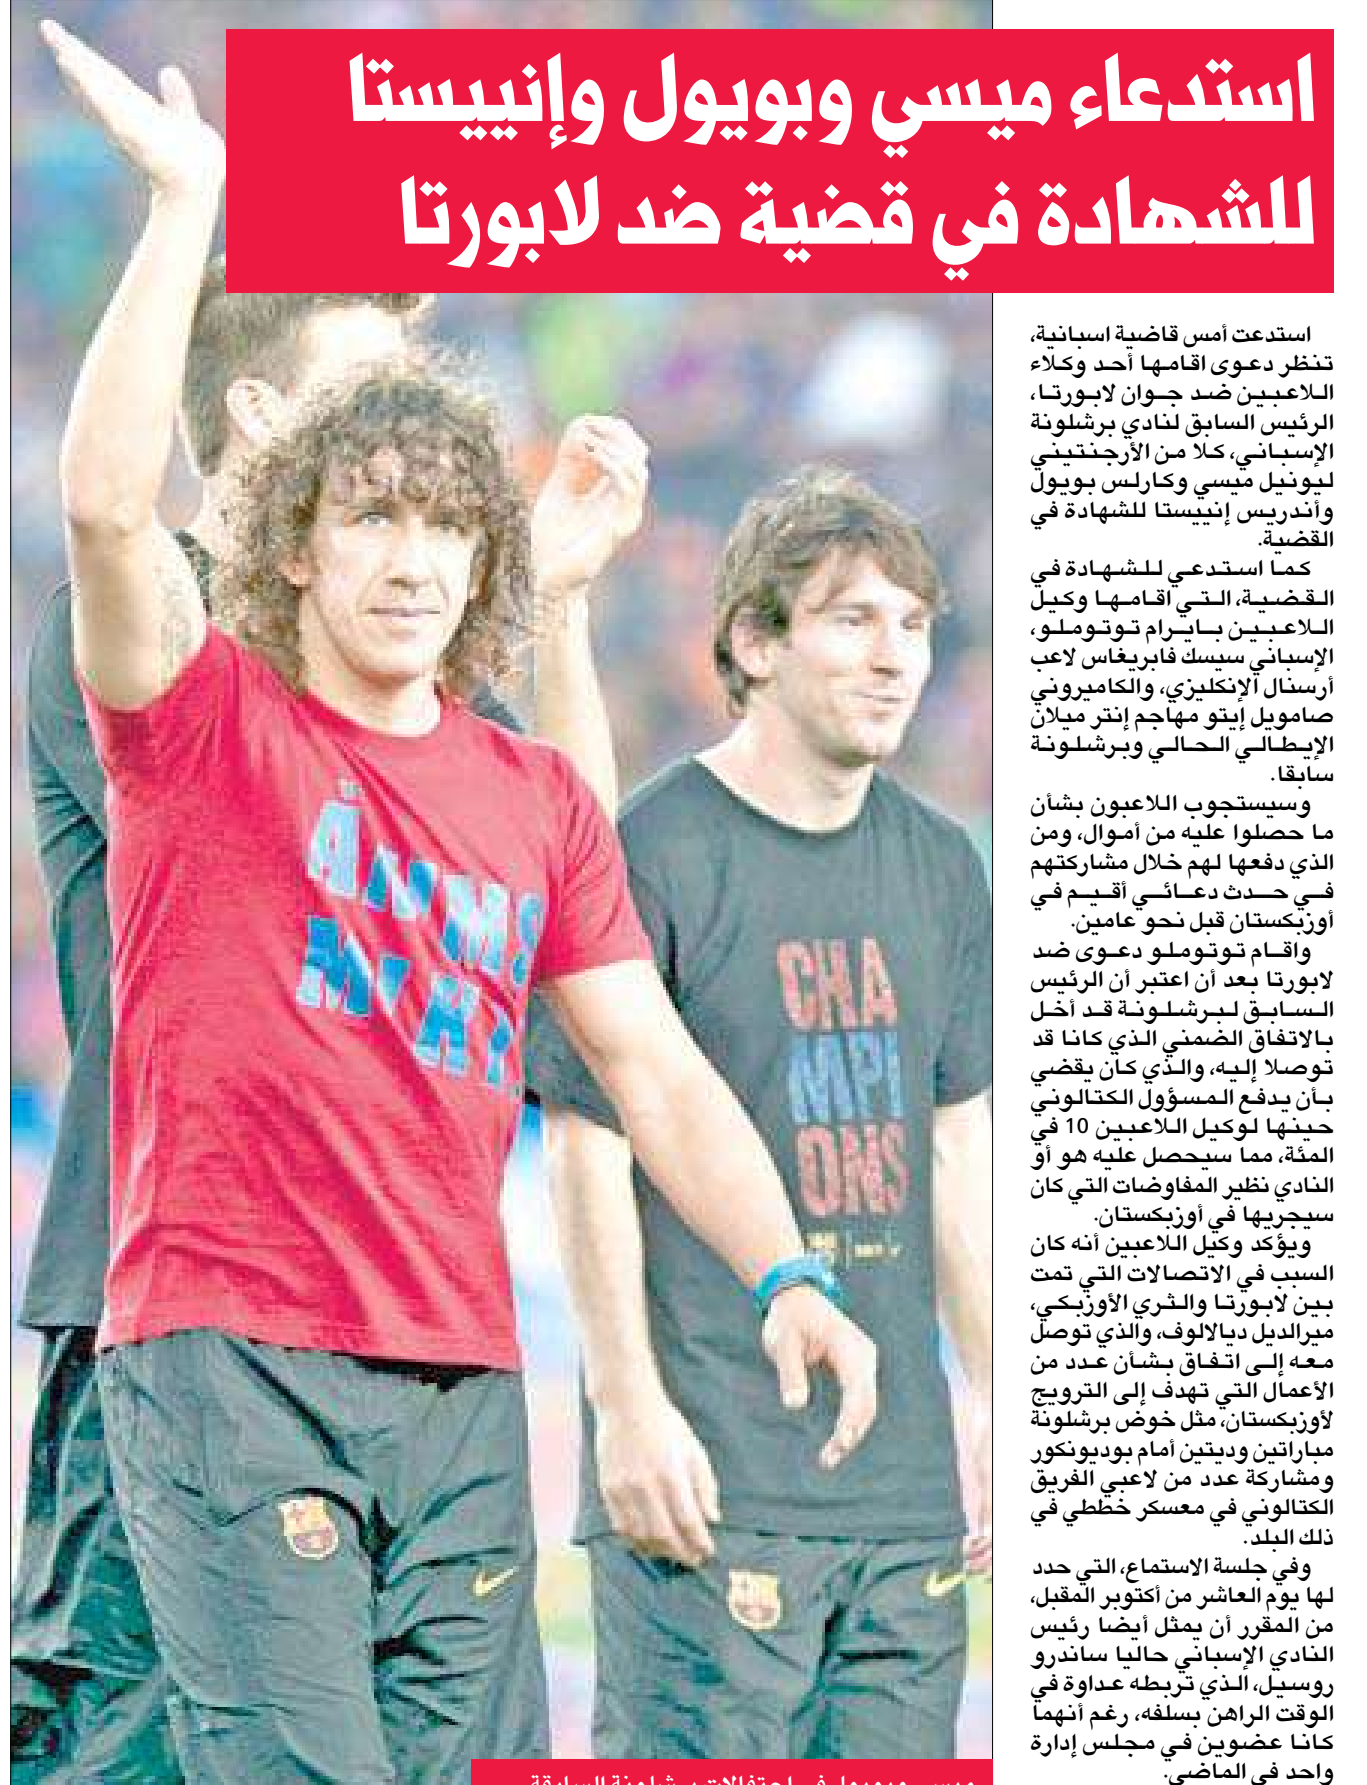 استدعاء ميسي وبويول وإنييستا
للشهادة في قضية ضد لابورتا
استدعت أمس قاضية اسبانية،
تنظر دعوى اقامها أحد وكلاء
اللاعبين ضد جوان لابورتا،
الرئيس السابق لنادي برشلونة
الإسباني، كلا من الأرجنتيني
ليونيل ميسي وكارلس بويول
وأندريس إنييستا للشهادة في
القضية.
كما استدعي للشهادة في
القضية، التي اقامها وكيل
اللاعبين بايرام توتوملو،
الإسباني سيسك فابريغاس لاعب
أرسنال الإنكليزي، والكاميروني
صامويل إيتو مهاجم إنتر ميلان
الإيطالي الحالي وبرشلونة
سابقا.
وسيستجوب اللاعبون بشأن
ما حصلوا عليه من أموال، ومن
الذي دفعها لهم خلال مشاركتهم
في حدث دعائي أقيم في
أوزبكستان قبل نحو عامين.
واقام توتوملو دعوى ضد
لابورتا بعد أن اعتبر أن الرئيس
السابق لبرشلونة قد أخل
بالاتفاق الضمني الذي كانا قد
توصلا إليه، والذي كان يقضي
بأن يدفع المسؤول الكتالوني
حينها لوكيل اللاعبين 10 في
المئة، مما سيحصل عليه هو أو
النادي نظير المفاوضات التي كان
سيجريها في أوزبكستان.
ويؤكد وكيل اللاعبين أنه كان
السبب في الاتصالات التي تمت
بين لابورتا والثري الأوزبكي،
ميرالديل ديالالوف، والذي توصل
معه إلى اتفاق بشأن عدد من
الأعمال التي تهدف إلى الترويج
لأوزبكستان، مثل خوض برشلونة
مباراتين وديتين أمام بوديونكور
ومشاركة عدد من لاعبي الفريق
الكتالوني في معسكر خططي في
ذلك البلد.
وفي جلسة الاستماع، التي حدد
لها يوم العاشر من أكتوبر المقبل،
من المقرر أن يمثل أيضا رئيس
النادي الإسباني حاليا ساندرو
روسيل، الذي تربطه عداوة في
الوقت الراهن بسلفه، رغم أنهما
كانا عضوين في مجلس إدارة
واحد في الماضي.
CHA
MPI
ONS
ميسي وبويول في احتفالات برشلونة السابقة